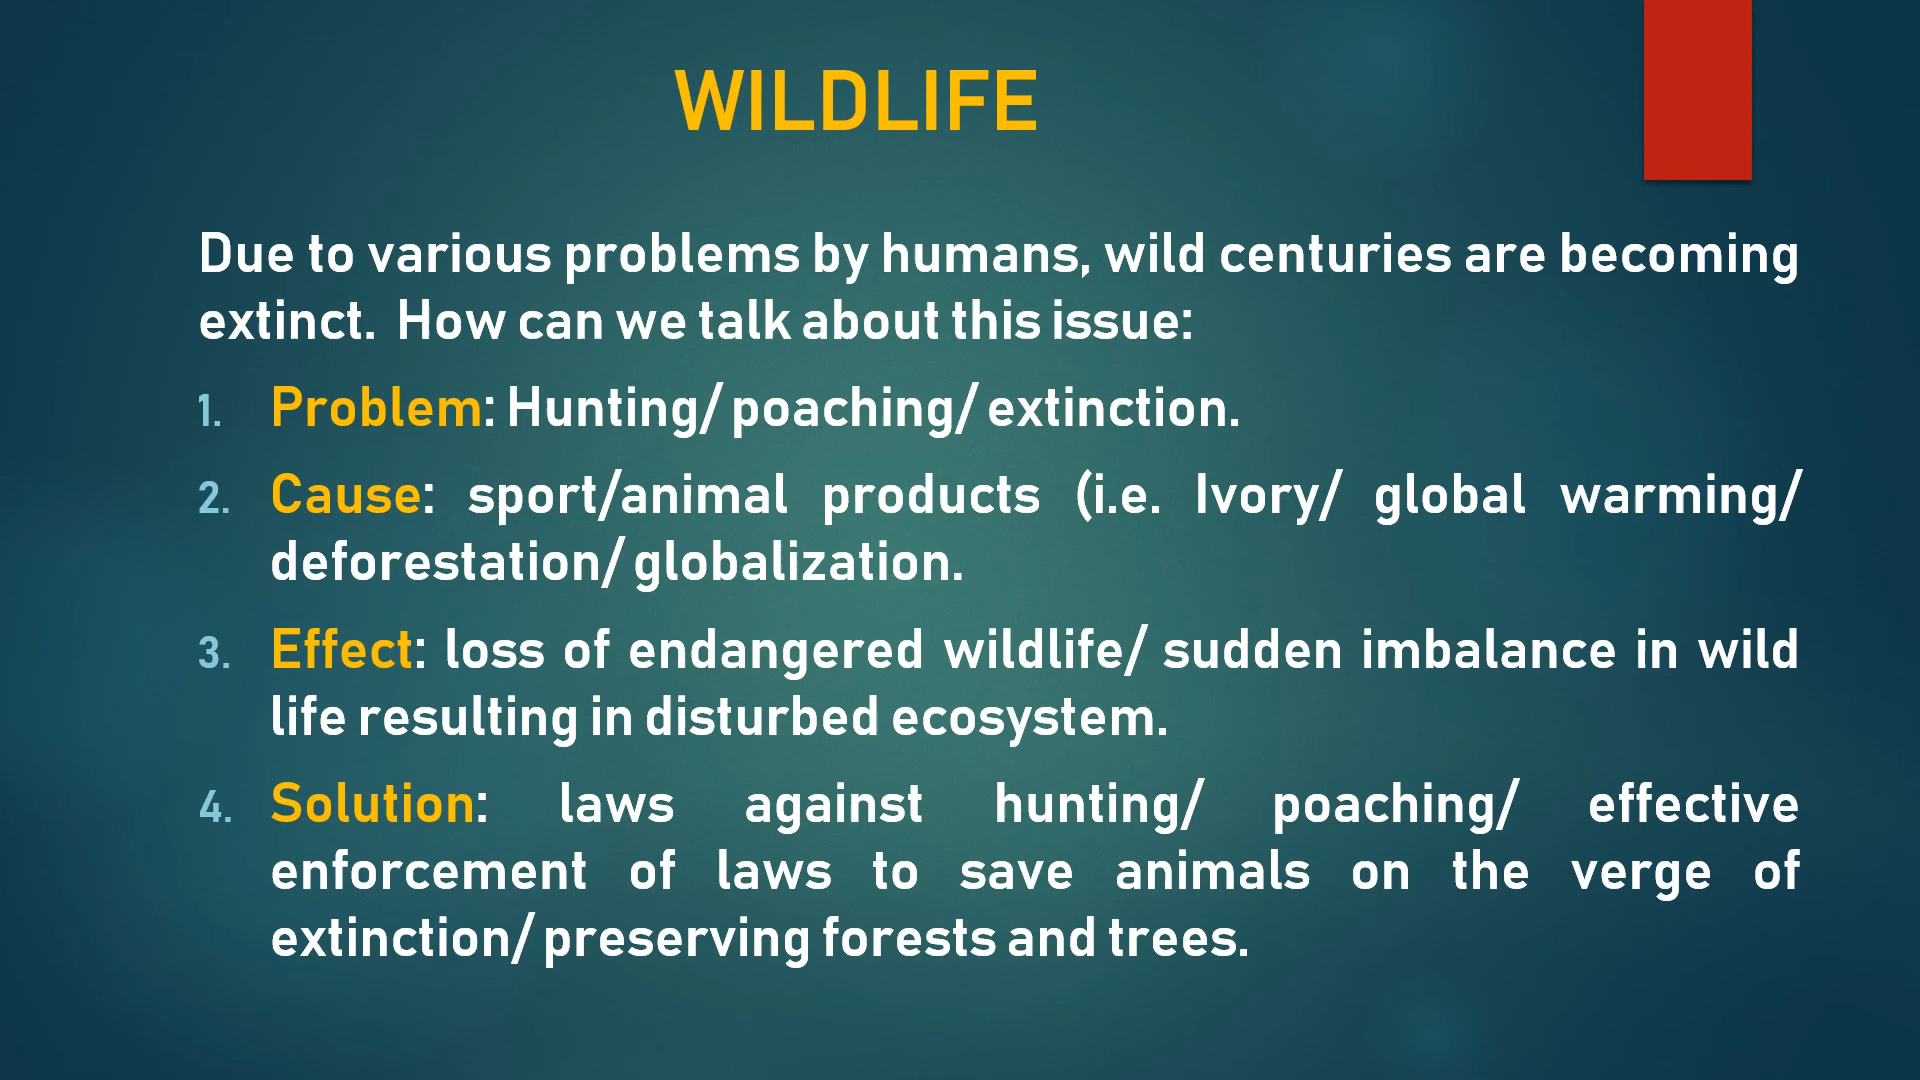 WILDLIFE
Due to various problems by humans, wild centuries are becoming
extinct. How can we talk about this issue:
1. Problem: Hunting/ poaching/ extinction.
2. Cause: sport/animal products (i.e. Ivory/ global warming/
deforestation/ globalization.
3. Effect: loss of endangered wildlife/ sudden imbalance in wild
life resulting in disturbed ecosystem.
4. Solution: laws against hunting/ poaching/ effective
enforcement of laws to save animals on the verge of
extinction/ preserving forests and trees.